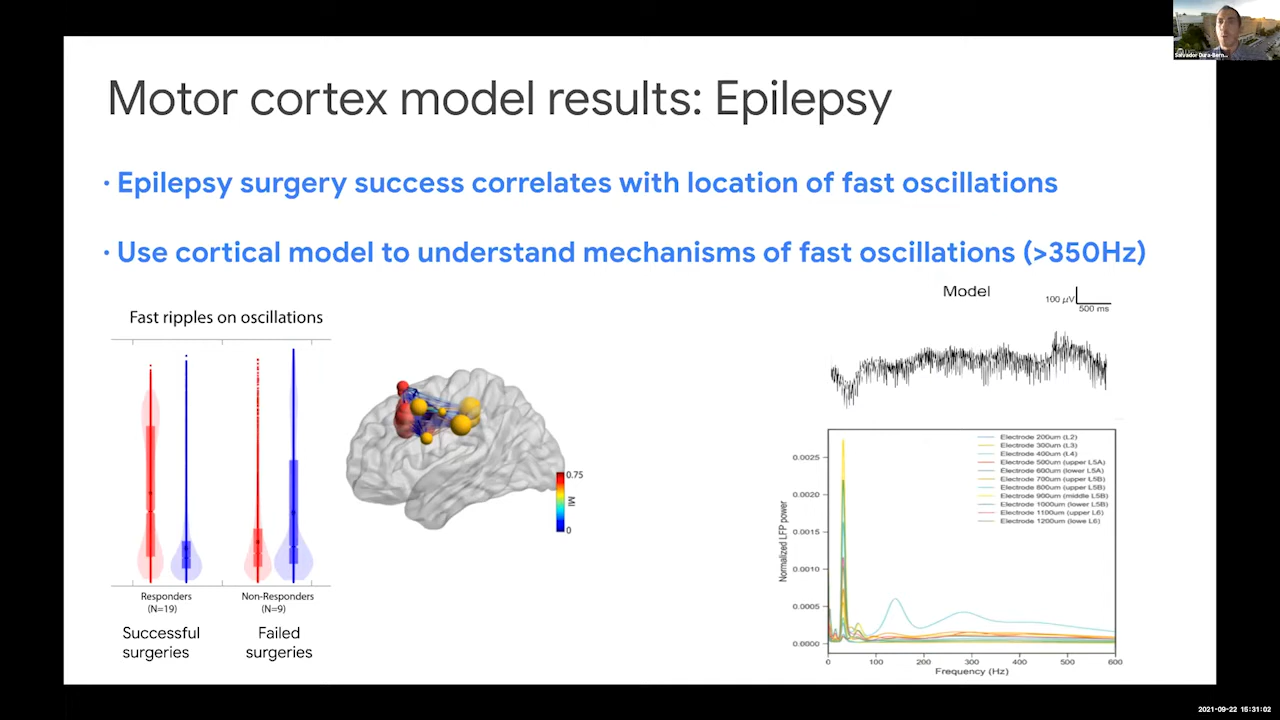 Salvador Dura-Bern...
Motor cortex model results: Epilepsy
· Epilepsy surgery success correlates with location of fast oscillations
· Use cortical model to understand mechanisms of fast oscillations (>350Hz)
Fast ripples on oscillations
Responders
(N=19)
Non-Responders
(N=9)
Successful
surgeries
Failed
surgeries
0.75
MI
0
Model
100 µV
500 ms
Electrode 200um (L2)
Electrode 300um (L3)
Electrode 400um (L4)
Electrode 500um (upper L5A)
Electrode 600um (lower L5A)
Electrode 700um (upper L5B)
Electrode 800um (upper L5B)
Electrode 900um (middle L5B)
Electrode 1000um (lower L5B)
Electrode 1100um (upper L6)
Electrode 1200um (lowe L6)
Normalized LFP power
0.0025
0.0020
0.0015
0.0010
0.0005
0.0000
0 100 200 300 400 500 600
Frequency (Hz)
2021-09-22 15:31:02